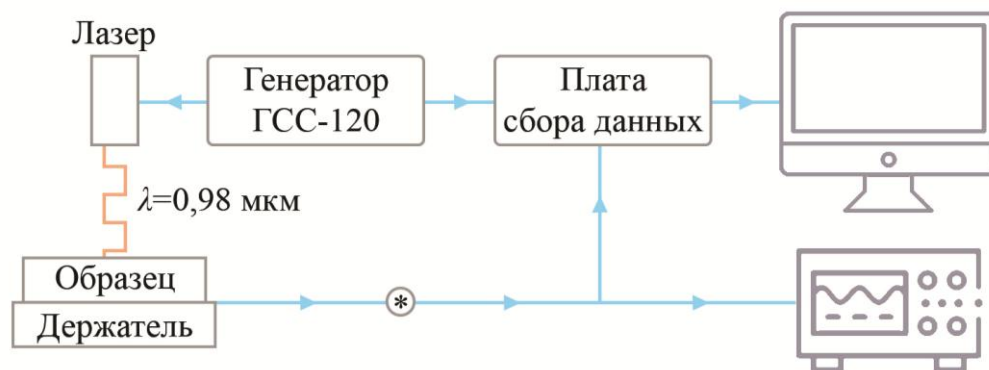 Лазер
Генератор
ГСС-120
Плата
сбора данных
λ=0,98 мкм
Образец
Держатель
*